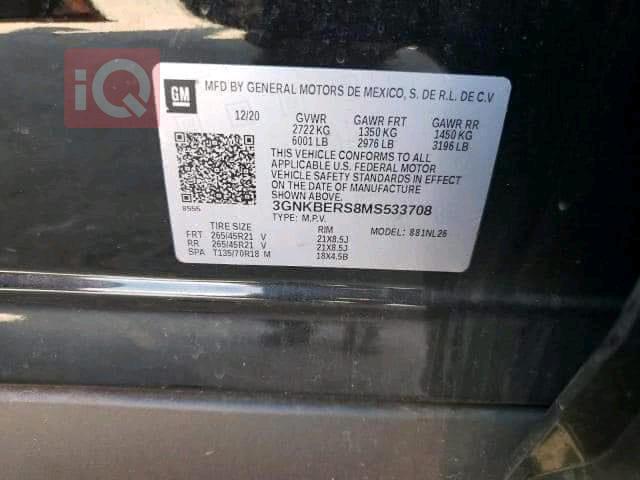 iQ
GM
MFD BY GENERAL MOTORS DE MEXICO, S. DE R.L. DE C.V
12/20 GVWR GAWR FRT GAWR RR
2722 KG 1350 KG 1450 KG
6001 LB 2976 LB 3196 LB
THIS VEHICLE CONFORMS TO ALL
APPLICABLE U.S. FEDERAL MOTOR
VEHICLE SAFETY STANDARDS IN EFFECT
ON THE DATE OF MANUFACTURE
SHOWN ABOVE.
3GNKBERS8MS533708
8555 TYPE: M.P.V. MODEL: 881NL26
TIRE SIZE RIM
FRT 265/45R21 V 21X8.5J
RR 265/45R21 V 21X8.5J
SPA T135/70R18 M 18X4.5B